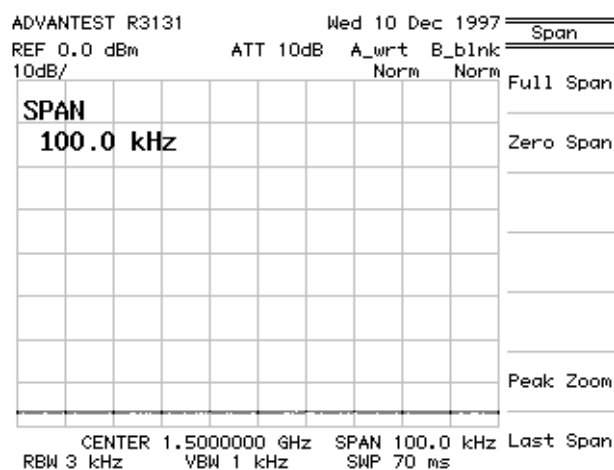 ADVANTEST R3131 Wed 10 Dec 1997
REF 0.0 dBm ATT 10dB A_wrt B_blnk
10dB/ Norm Norm
SPAN
100.0 kHz
CENTER 1.5000000 GHz SPAN 100.0 kHz
RBW 3 kHz VBW 1 kHz SWP 70 ms
Span
Full Span
Zero Span
Peak Zoom
Last Span